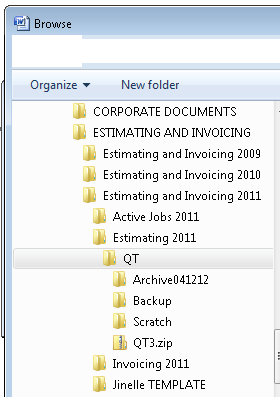 Browse
Organize
New folder
CORPORATE DOCUMENTS
ESTIMATING AND INVOICING
Estimating and Invoicing 2009
Estimating and Invoicing 2010
Estimating and Invoicing 2011
Active Jobs 2011
Estimating 2011
QT
Archive041212
Backup
Scratch
QT3.zip
Invoicing 2011
Jinelle TEMPLATE